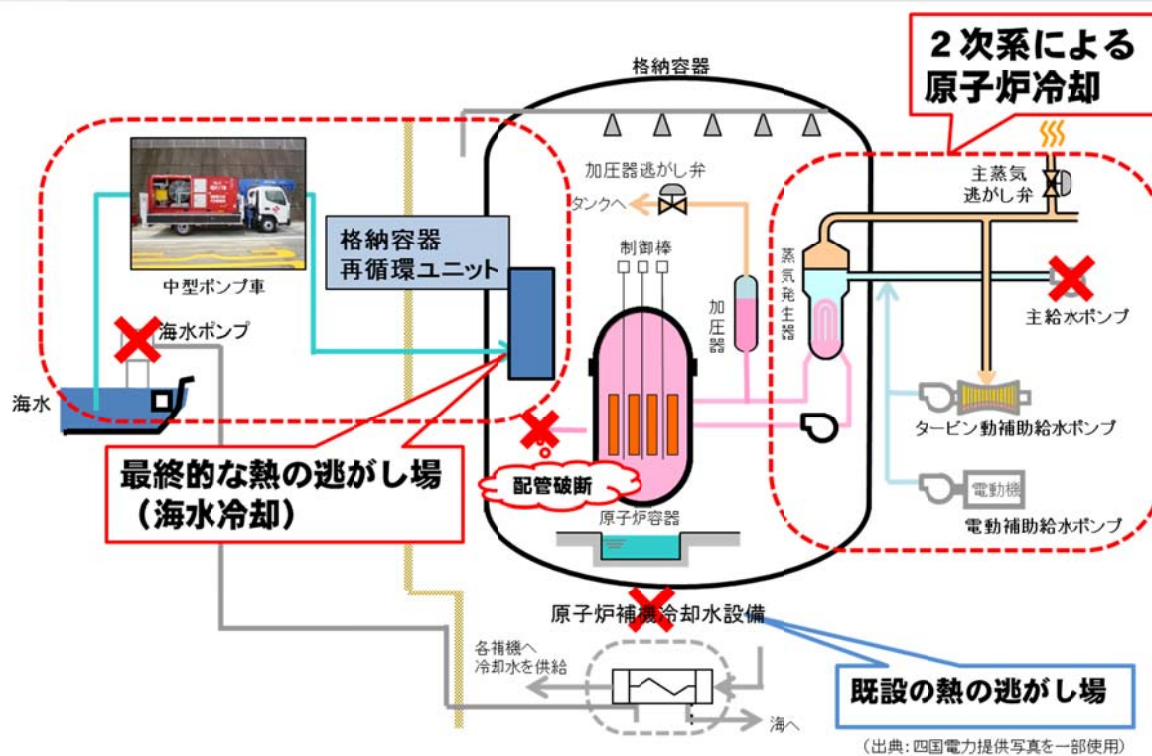 2次系による
原子炉冷却
格納容器
主蒸気
逃がし弁
加圧器逃がし弁
タンクへ
制御棒
蒸気発生器
加圧器
格納容器
再循環ユニット
中型ポンプ車
海水ポンプ
主給水ポンプ
海水
タービン動補助給水ポンプ
最終的な熱の逃がし場
（海水冷却）
配管破断
電動機
原子炉容器
電動補助給水ポンプ
原子炉補機冷却水設備
各補機へ
冷却水を供給
既設の熱の逃がし場
海へ
（出典：四国電力提供写真を一部使用）